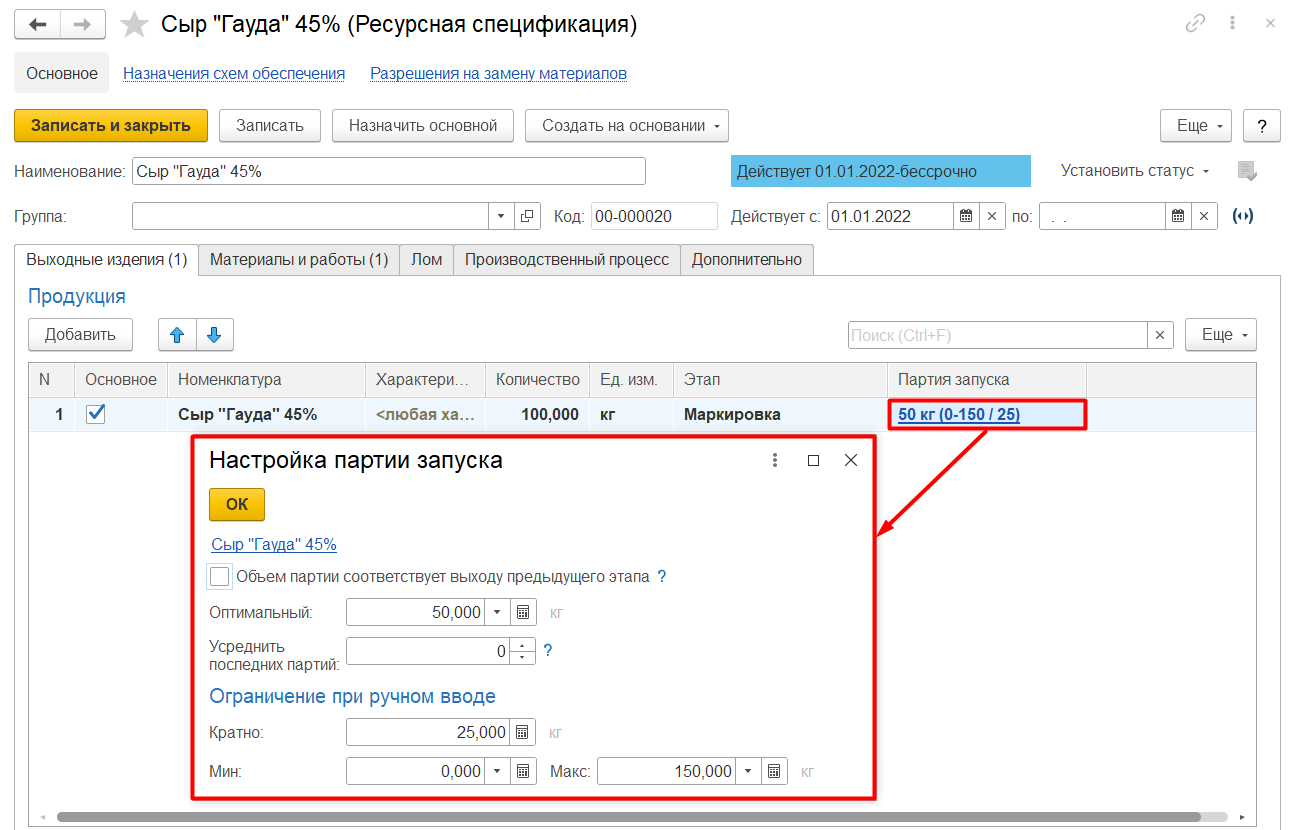 Сыр "Гауда" 45% (Ресурсная спецификация)
Основное Назначения схем обеспечения Разрешения на замену материалов
Записать и закрыть Записать Назначить основной Создать на основании Еще ?
Наименование: Сыр "Гауда" 45% Действует 01.01.2022-бессрочно Установить статус
Группа: Код: 00-000020 Действует с: 01.01.2022 по: . .
Выходные изделия (1) Материалы и работы (1) Лом Производственный процесс Дополнительно
Продукция
Добавить Поиск (Ctrl+F) Еще
N Основное Номенклатура Характери... Количество Ед. изм. Этап Партия запуска
1 Сыр "Гауда" 45% <любая ха... 100,000 кг Маркировка 50 кг (0-150 / 25)
Настройка партии запуска
ОК
Сыр "Гауда" 45%
Объем партии соответствует выходу предыдущего этапа ?
Оптимальный: 50,000 кг
Усреднить
последних партий: 0 ?
Ограничение при ручном вводе
Кратно: 25,000 кг
Мин: 0,000 Макс: 150,000 кг